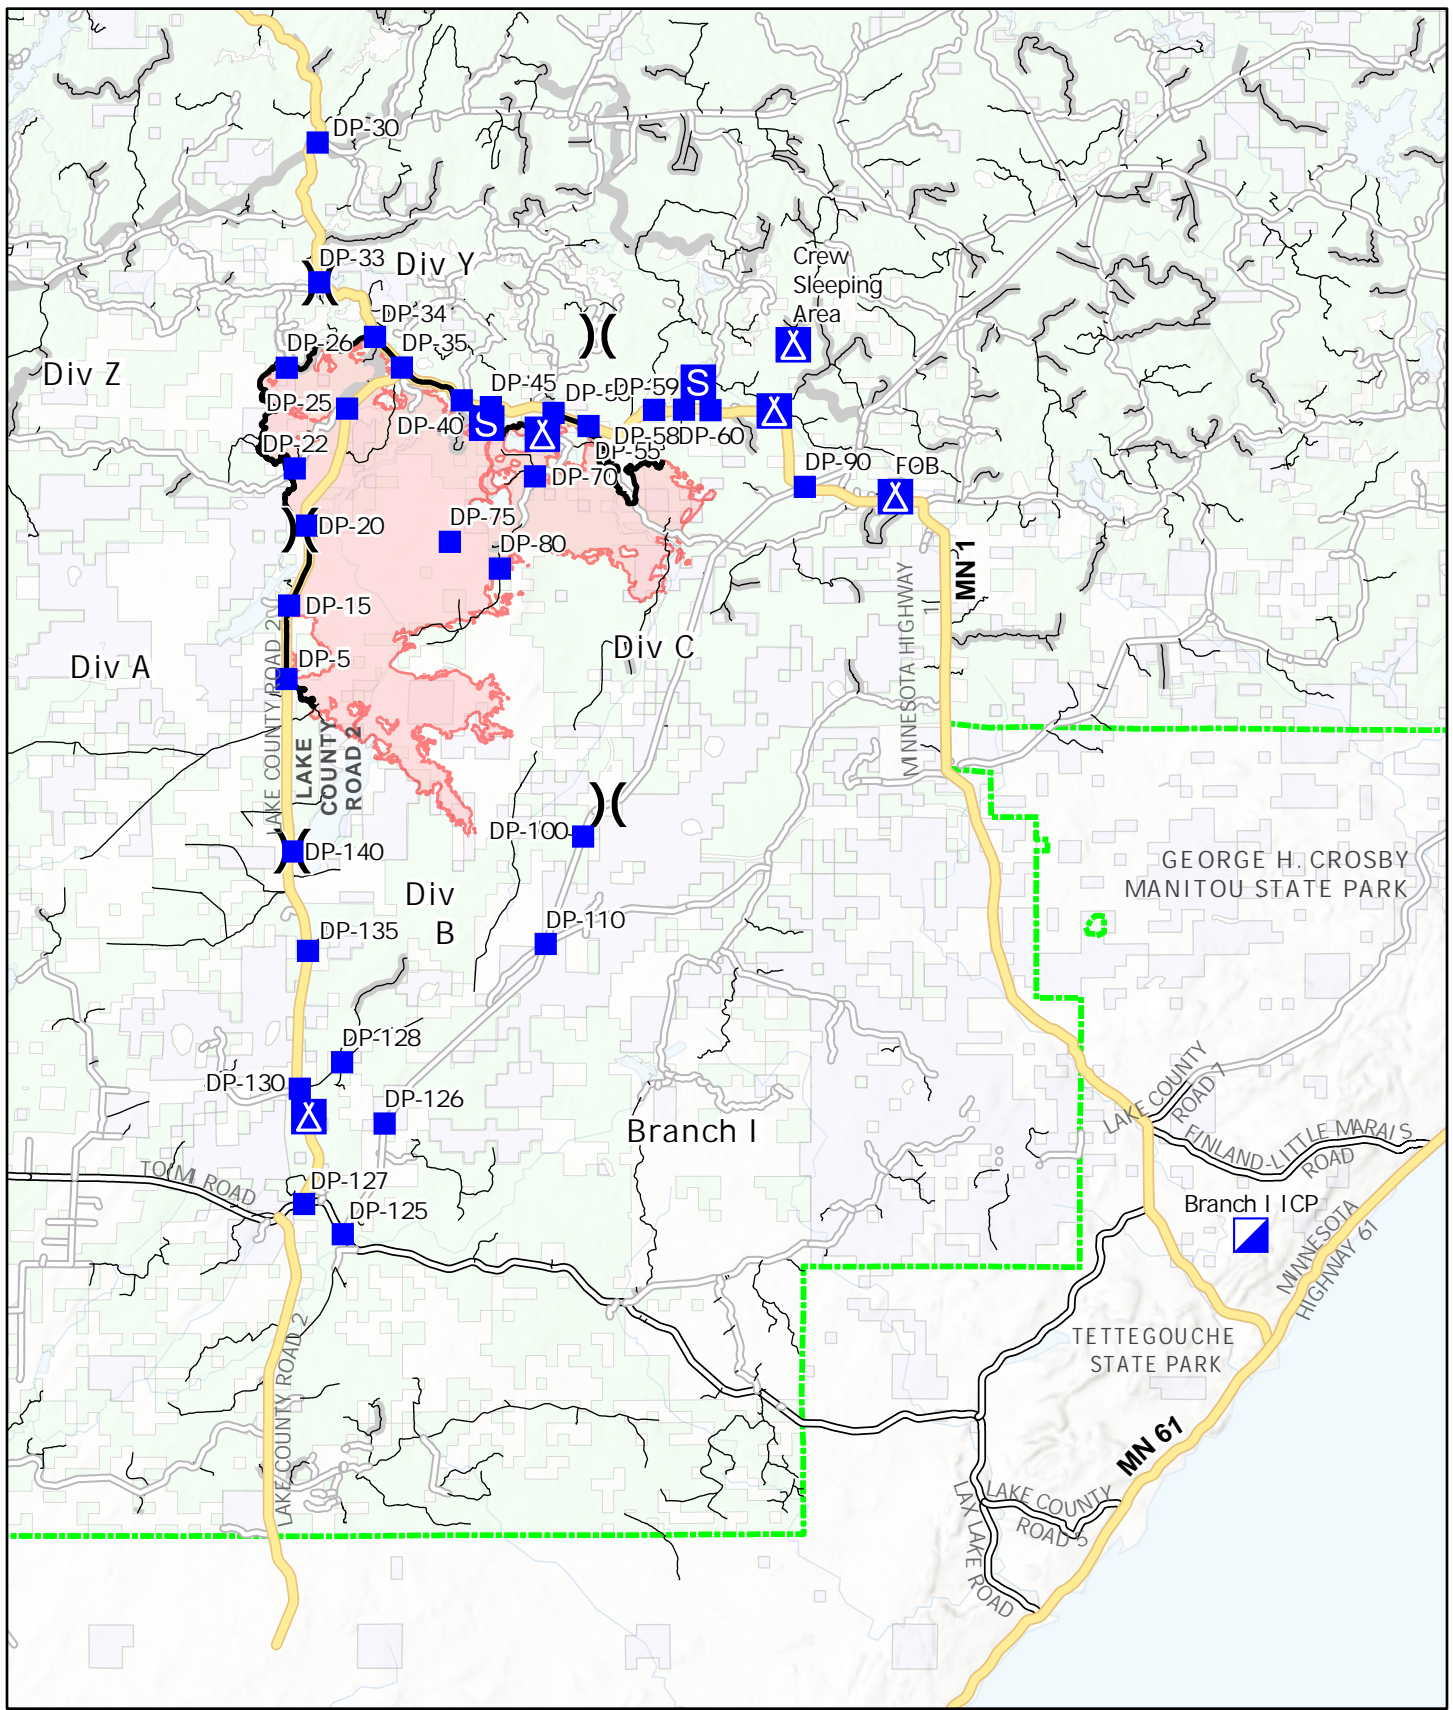 DP-30
DP-33
Div Y
Crew
Sleeping
Area
DP-34
DP-26
DP-35
Div Z
DP-45
DP-59
S
DP-25
DP-40
S
DP-58
DP-60
DP-22
DP-55
DP-90
FOB
DP-70
DP-20
DP-75
DP-80
MN 1
MINNESOTA HIGHWAY
1
DP-15
Div C
Div A
DP-5
LAKE COUNTY ROAD 2
LAKE
COUNTY
ROAD 2
DP-100
DP-140
GEORGE H. CROSBY
MANITOU STATE PARK
Div
B
DP-110
DP-135
DP-128
DP-130
DP-126
Branch I
LAKE COUNTY
ROAD 7
FINLAND-LITTLE MARAIS
ROAD
TOIMI ROAD
DP-127
DP-125
Branch I ICP
MINNESOTA
HIGHWAY 61
TETTEGOUCHE
STATE PARK
LAKE COUNTY ROAD 2
MN 61
LAKE COUNTY
ROAD 5
LAX LAKE ROAD